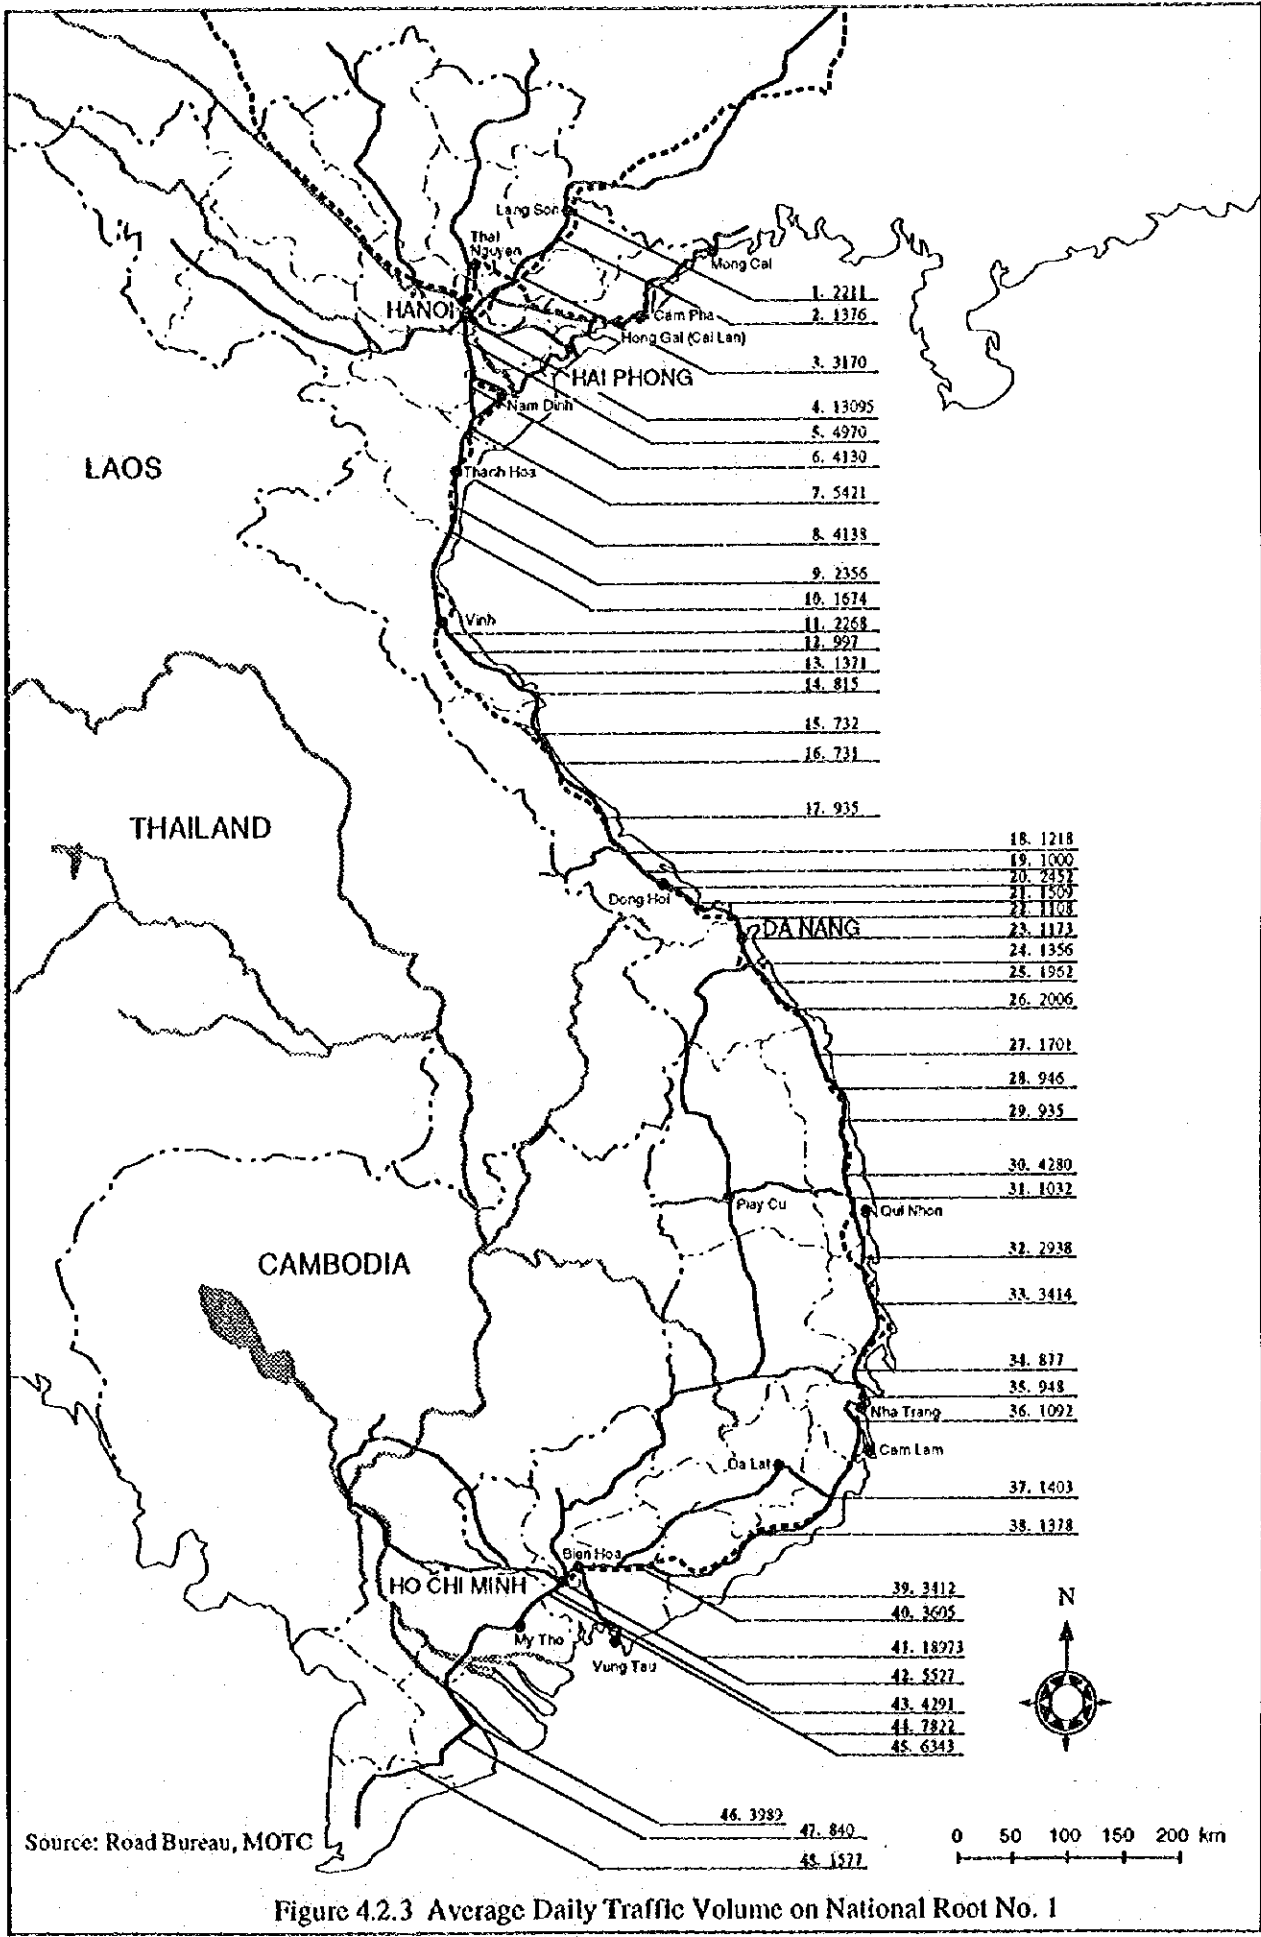 Lang Son
Thai
Nguyen
Mong Cai
1. 2211
HANOI
Cam Pha
2. 1376
Hong Gai (Cai Lan)
3. 3170
HAI PHONG
Nam Dinh
4. 13095
5. 4970
6. 4130
LAOS
Thanh Hoa
7. 5421
8. 4138
9. 2356
10. 1674
Vinh
11. 2268
12. 997
13. 1371
14. 815
15. 732
16. 731
17. 935
THAILAND
18. 1218
19. 1000
20. 2452
21. 1509
Dong Hoi
22. 1108
DA NANG
23. 1173
24. 1356
25. 1962
26. 2006
27. 1701
28. 946
29. 935
30. 4280
31. 1032
Play Cu
Qui Nhon
32. 2938
CAMBODIA
33. 3414
34. 877
35. 948
Nha Trang
36. 1092
Cam Lam
Da Lat
37. 1403
38. 1378
Bien Hoa
HO CHI MINH
39. 3412
N
40. 3605
My Tho
41. 18973
Vung Tau
42. 5527
43. 4291
44. 7822
45. 6343
46. 3989
47. 840
48. 1577
Source: Road Bureau, MOTC
0 50 100 150 200 km
Figure 4.2.3 Average Daily Traffic Volume on National Root No. 1